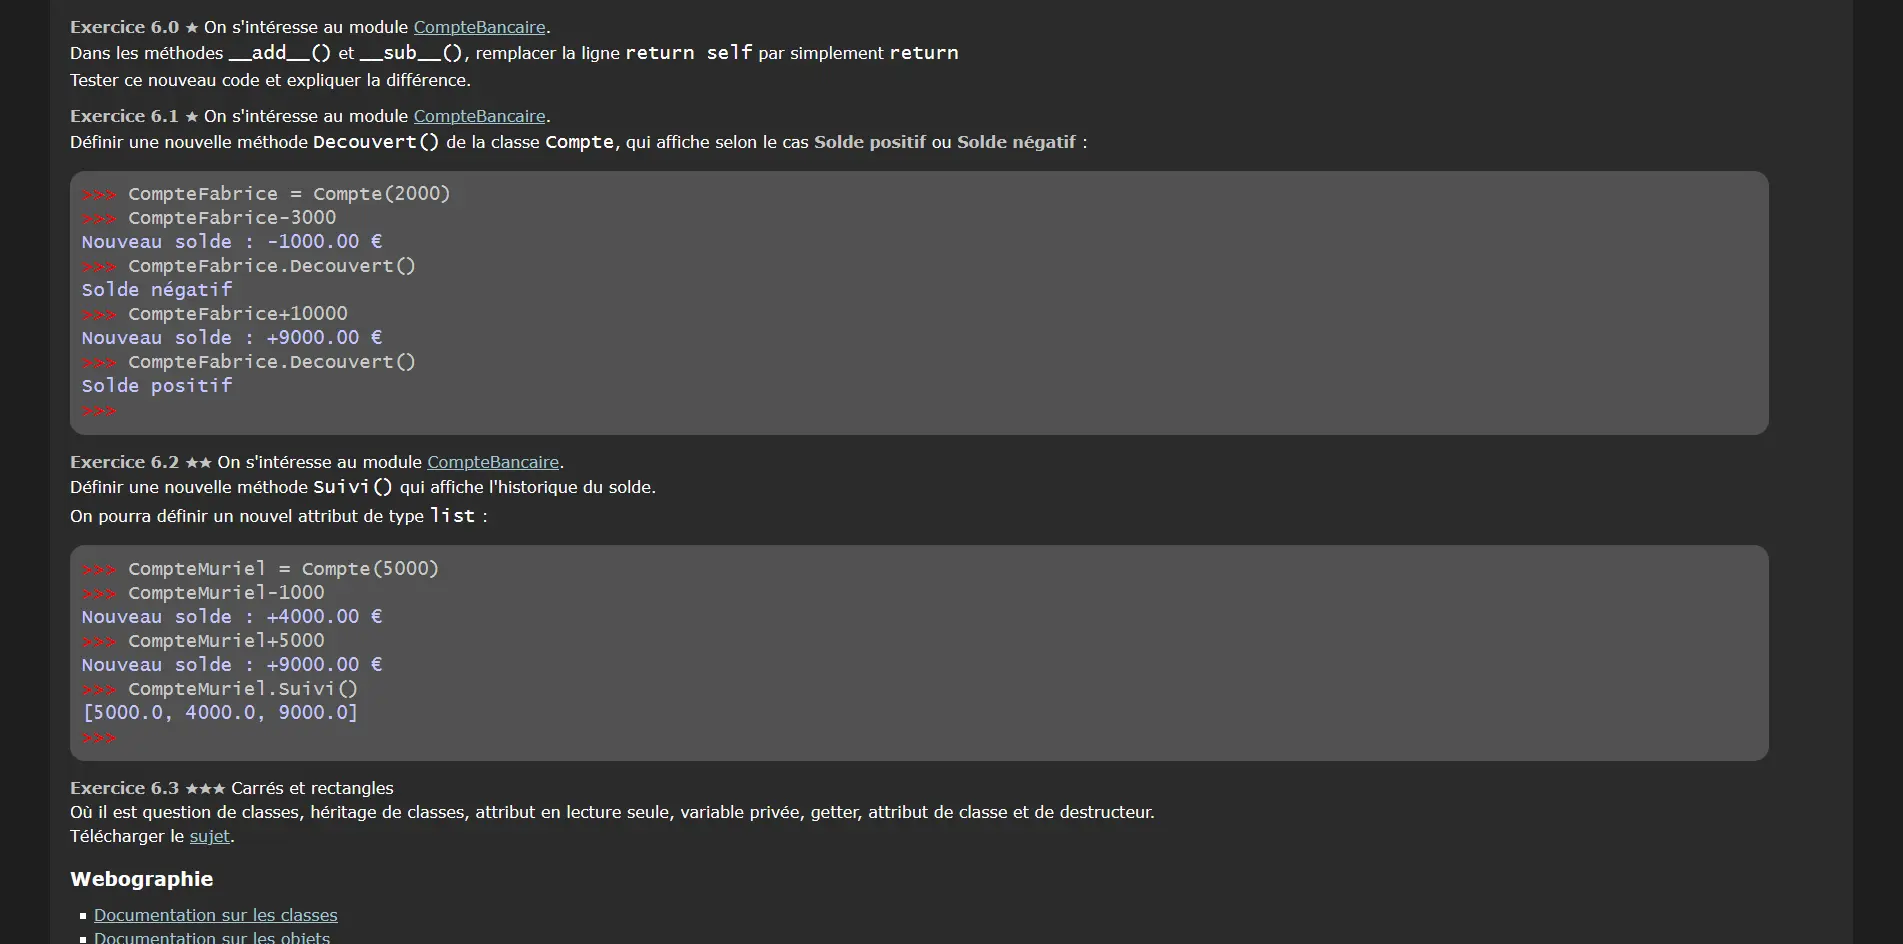 Exercice 6.0 ★ On s'intéresse au module CompteBancaire.
Dans les méthodes __add__() et __sub__(), remplacer la ligne return self par simplement return
Tester ce nouveau code et expliquer la différence.
Exercice 6.1 ★ On s'intéresse au module CompteBancaire.
Définir une nouvelle méthode Decouvert() de la classe Compte, qui affiche selon le cas Solde positif ou Solde négatif :
>>> CompteFabrice = Compte(2000)
>>> CompteFabrice-3000
Nouveau solde : -1000.00 €
>>> CompteFabrice.Decouvert()
Solde négatif
>>> CompteFabrice+10000
Nouveau solde : +9000.00 €
>>> CompteFabrice.Decouvert()
Solde positif
>>>
Exercice 6.2 ★★ On s'intéresse au module CompteBancaire.
Définir une nouvelle méthode Suivi() qui affiche l'historique du solde.
On pourra définir un nouvel attribut de type list :
>>> CompteMuriel = Compte(5000)
>>> CompteMuriel-1000
Nouveau solde : +4000.00 €
>>> CompteMuriel+5000
Nouveau solde : +9000.00 €
>>> CompteMuriel.Suivi()
[5000.0, 4000.0, 9000.0]
>>>
Exercice 6.3 ★★★ Carrés et rectangles
Où il est question de classes, héritage de classes, attribut en lecture seule, variable privée, getter, attribut de classe et de destructeur.
Télécharger le sujet.
Webographie
▪ Documentation sur les classes
▪ Documentation sur les objets